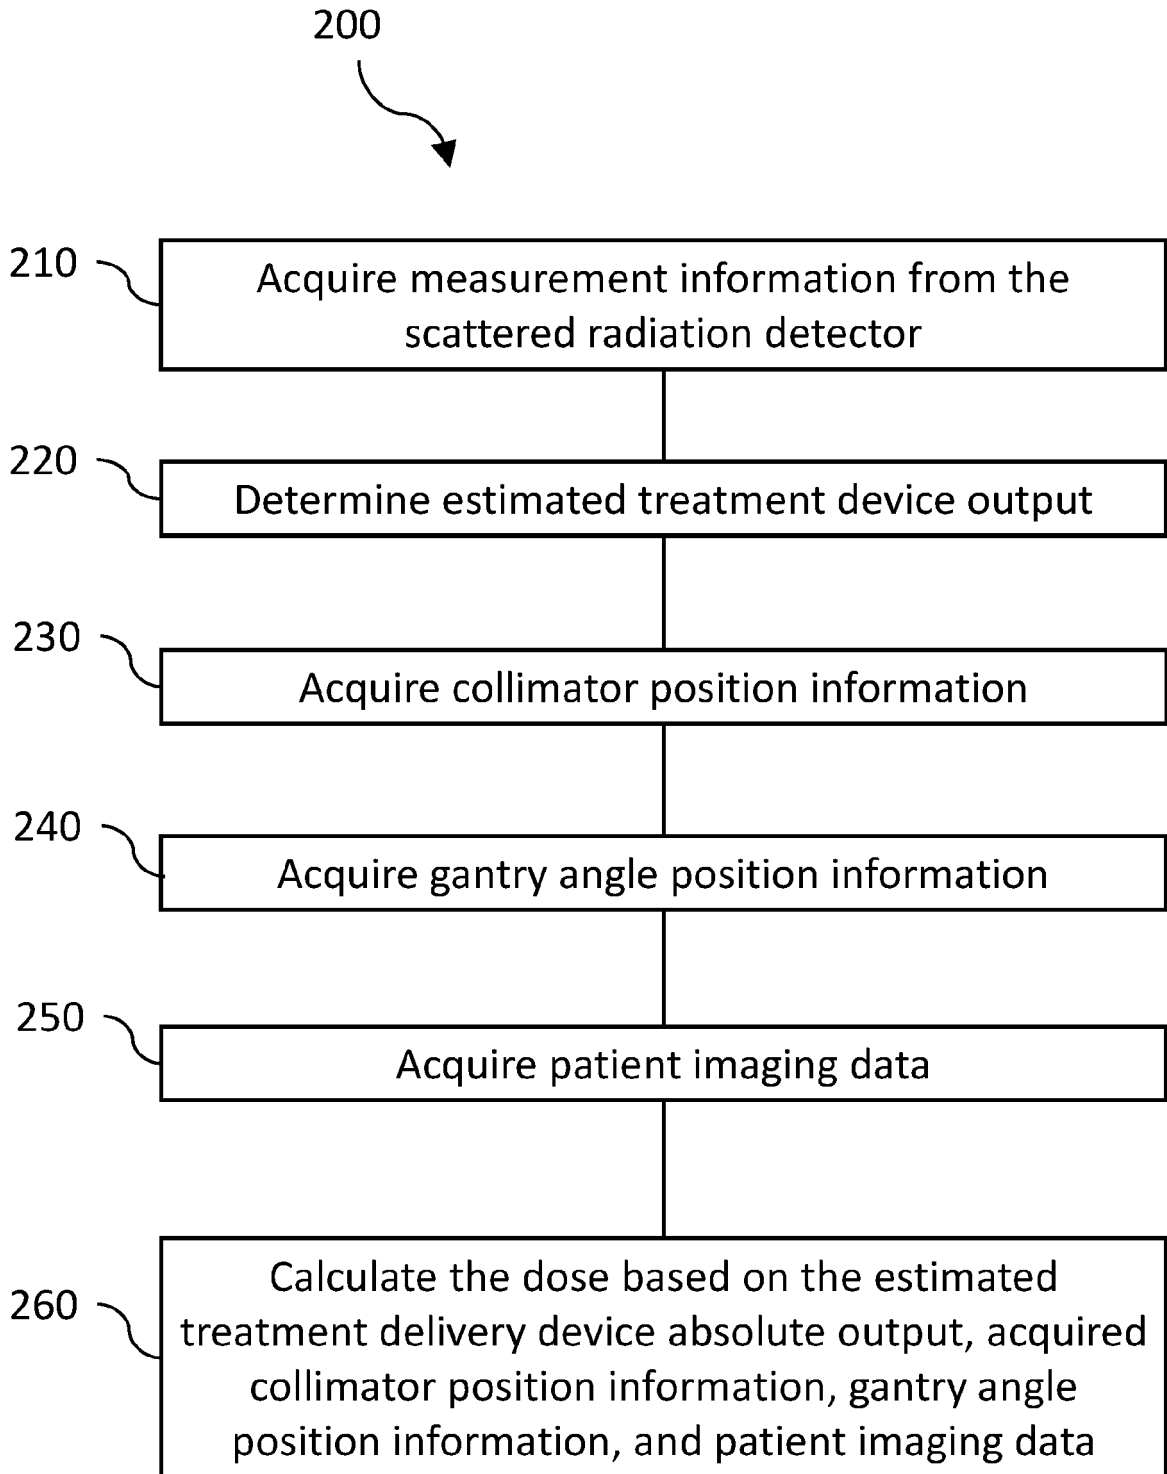 200
210
Acquire measurement information from the
scattered radiation detector
220
Determine estimated treatment device output
230
Acquire collimator position information
240
Acquire gantry angle position information
250
Acquire patient imaging data
260
Calculate the dose based on the estimated
treatment delivery device absolute output, acquired
collimator position information, gantry angle
position information, and patient imaging data